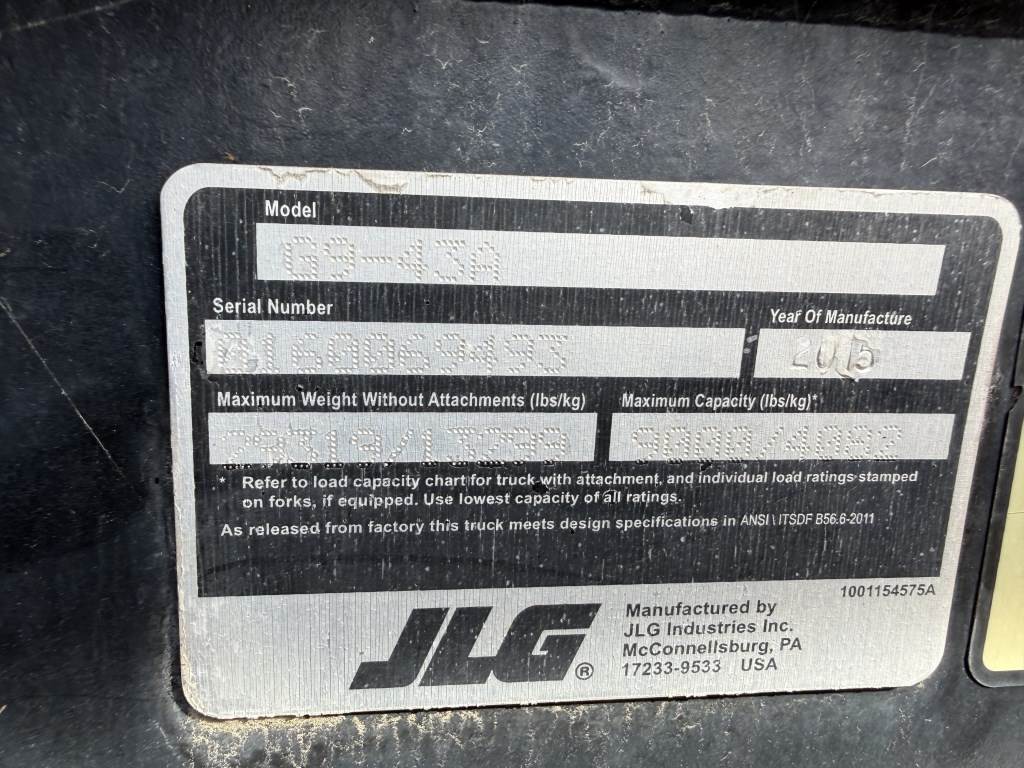 Model
G9-43A
Serial Number
Year Of Manufacture
0160069493
2015
Maximum Weight Without Attachments (lbs/kg)
Maximum Capacity (lbs/kg)*
9000/4082
* Refer to load capacity chart for truck with attachment, and individual load ratings stamped
on forks, if equipped. Use lowest capacity of all ratings.
As released from factory this truck meets design specifications in ANSI \ ITSDF B56.6-2011
1001154575A
JLG®
Manufactured by
JLG Industries Inc.
McConnellsburg, PA
17233-9533 USA